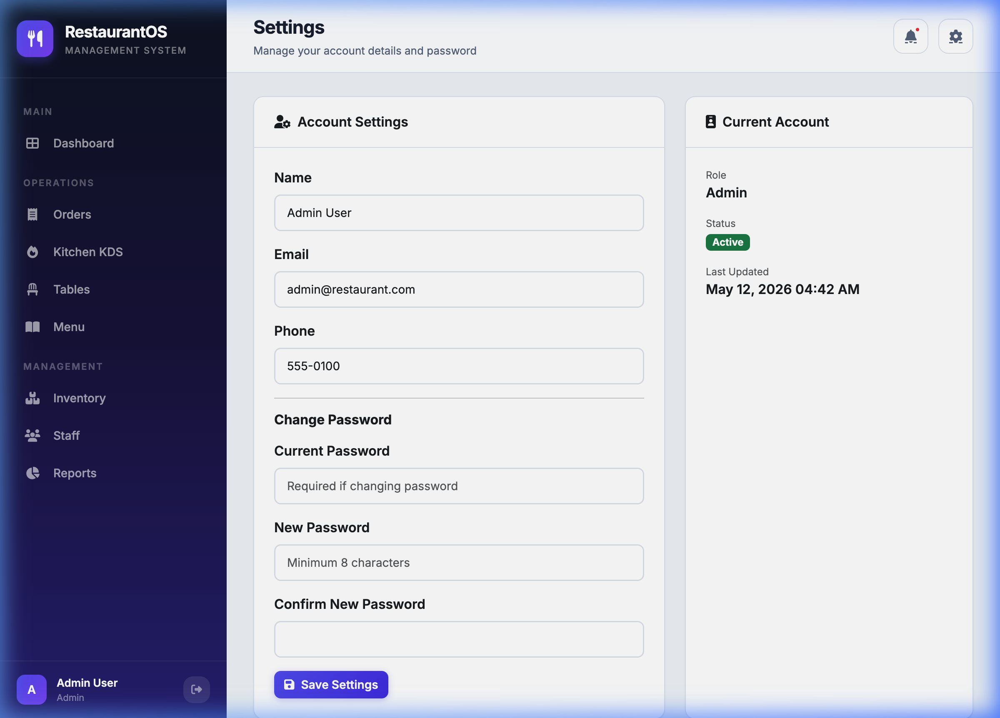 RestaurantOS
MANAGEMENT SYSTEM
MAIN
Dashboard
OPERATIONS
Orders
Kitchen KDS
Tables
Menu
MANAGEMENT
Inventory
Staff
Reports
A
Admin User
Admin
Settings
Manage your account details and password
Account Settings
Name
Admin User
Email
admin@restaurant.com
Phone
555-0100
Change Password
Current Password
Required if changing password
New Password
Minimum 8 characters
Confirm New Password
Save Settings
Current Account
Role
Admin
Status
Active
Last Updated
May 12, 2026 04:42 AM